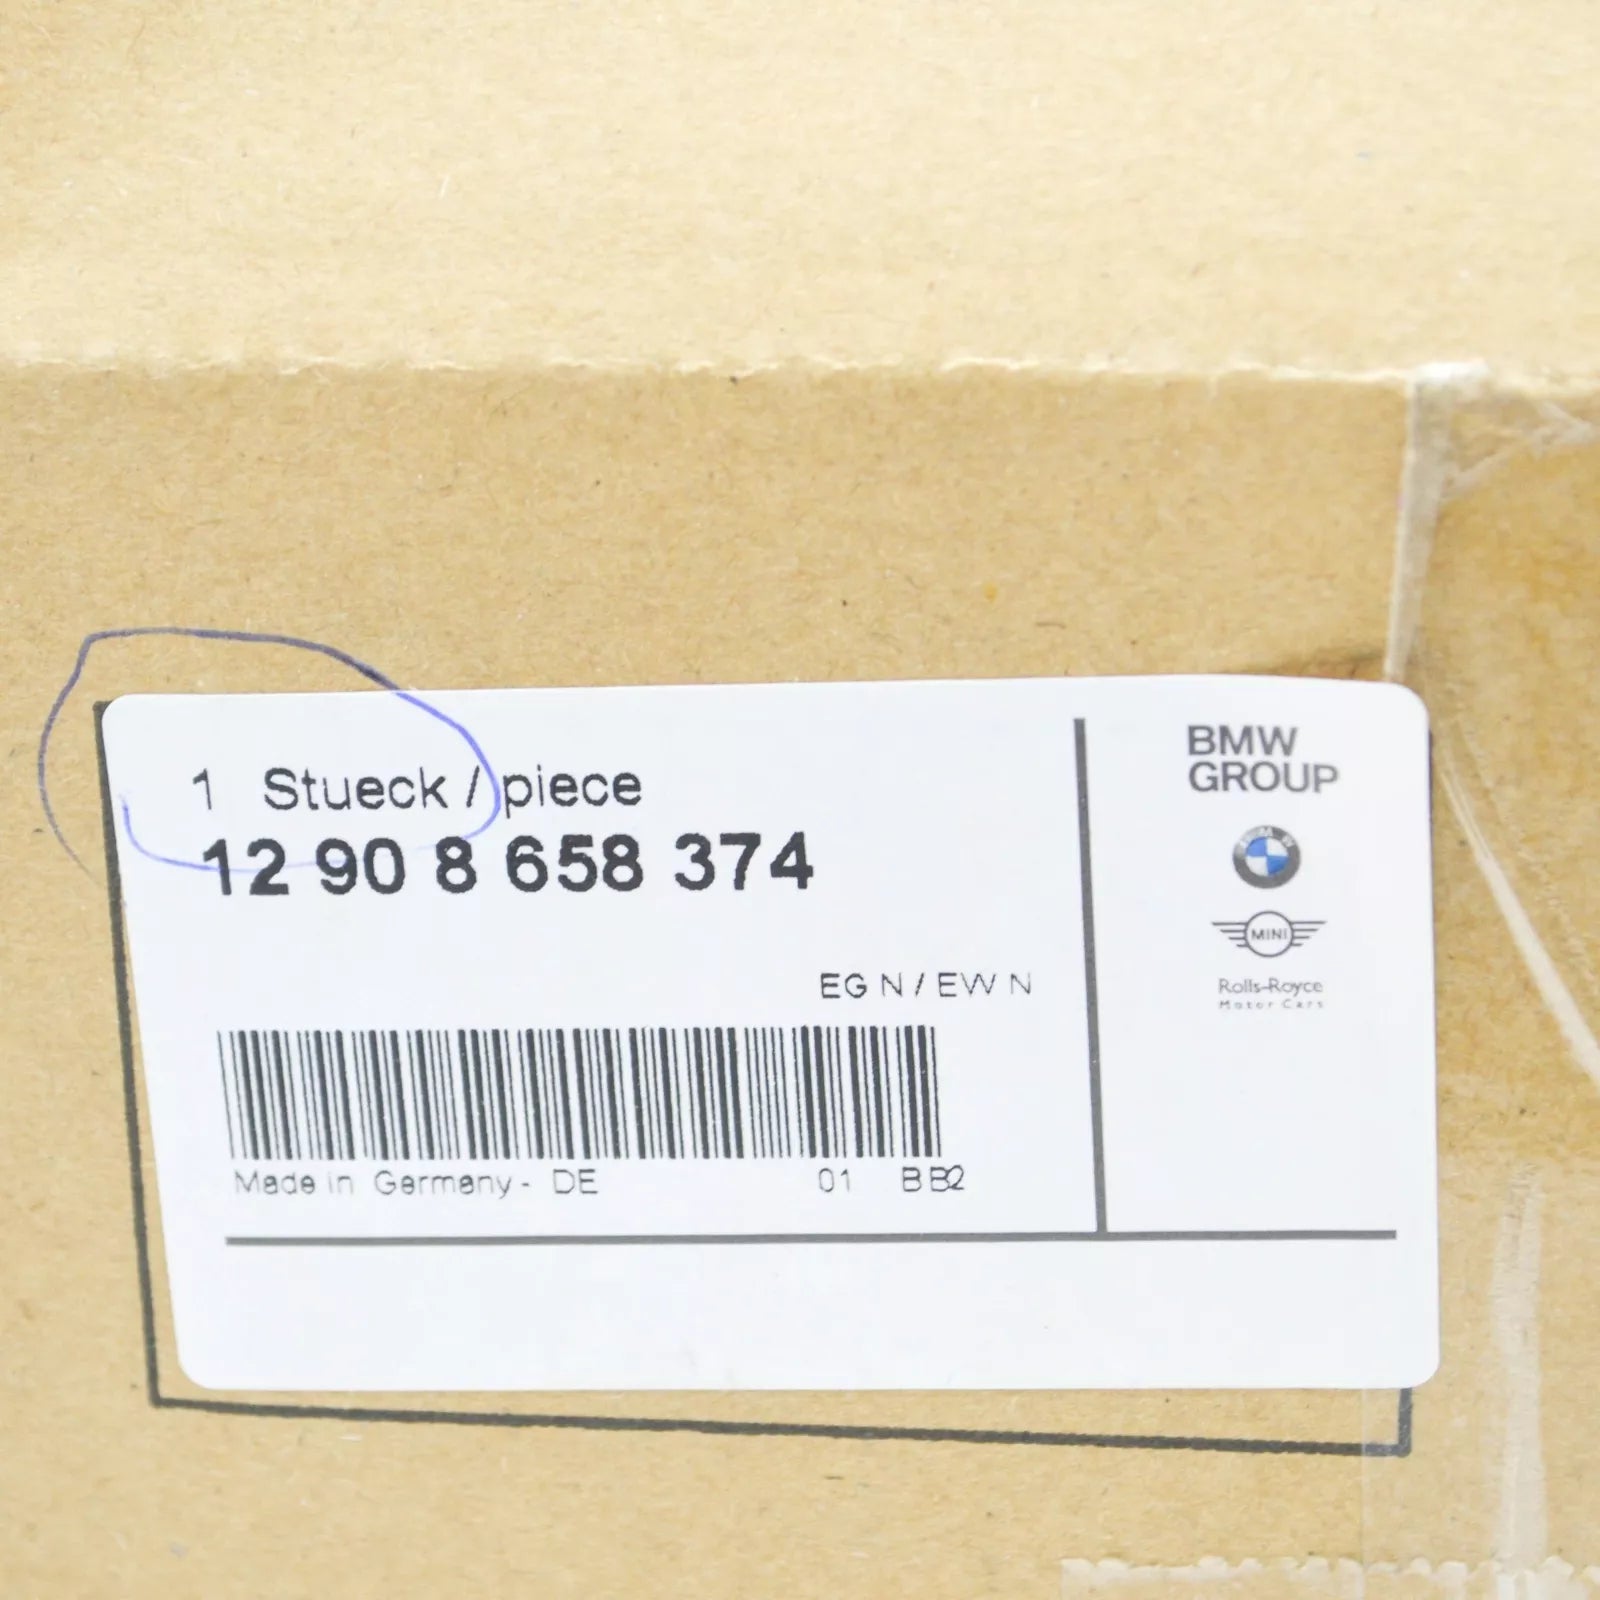 1 Stueck / piece
12 90 8 658 374
EG N / EW N
Made in Germany - DE 01 BB2
BMW
GROUP
MINI
Rolls-Royce
Motor Cars